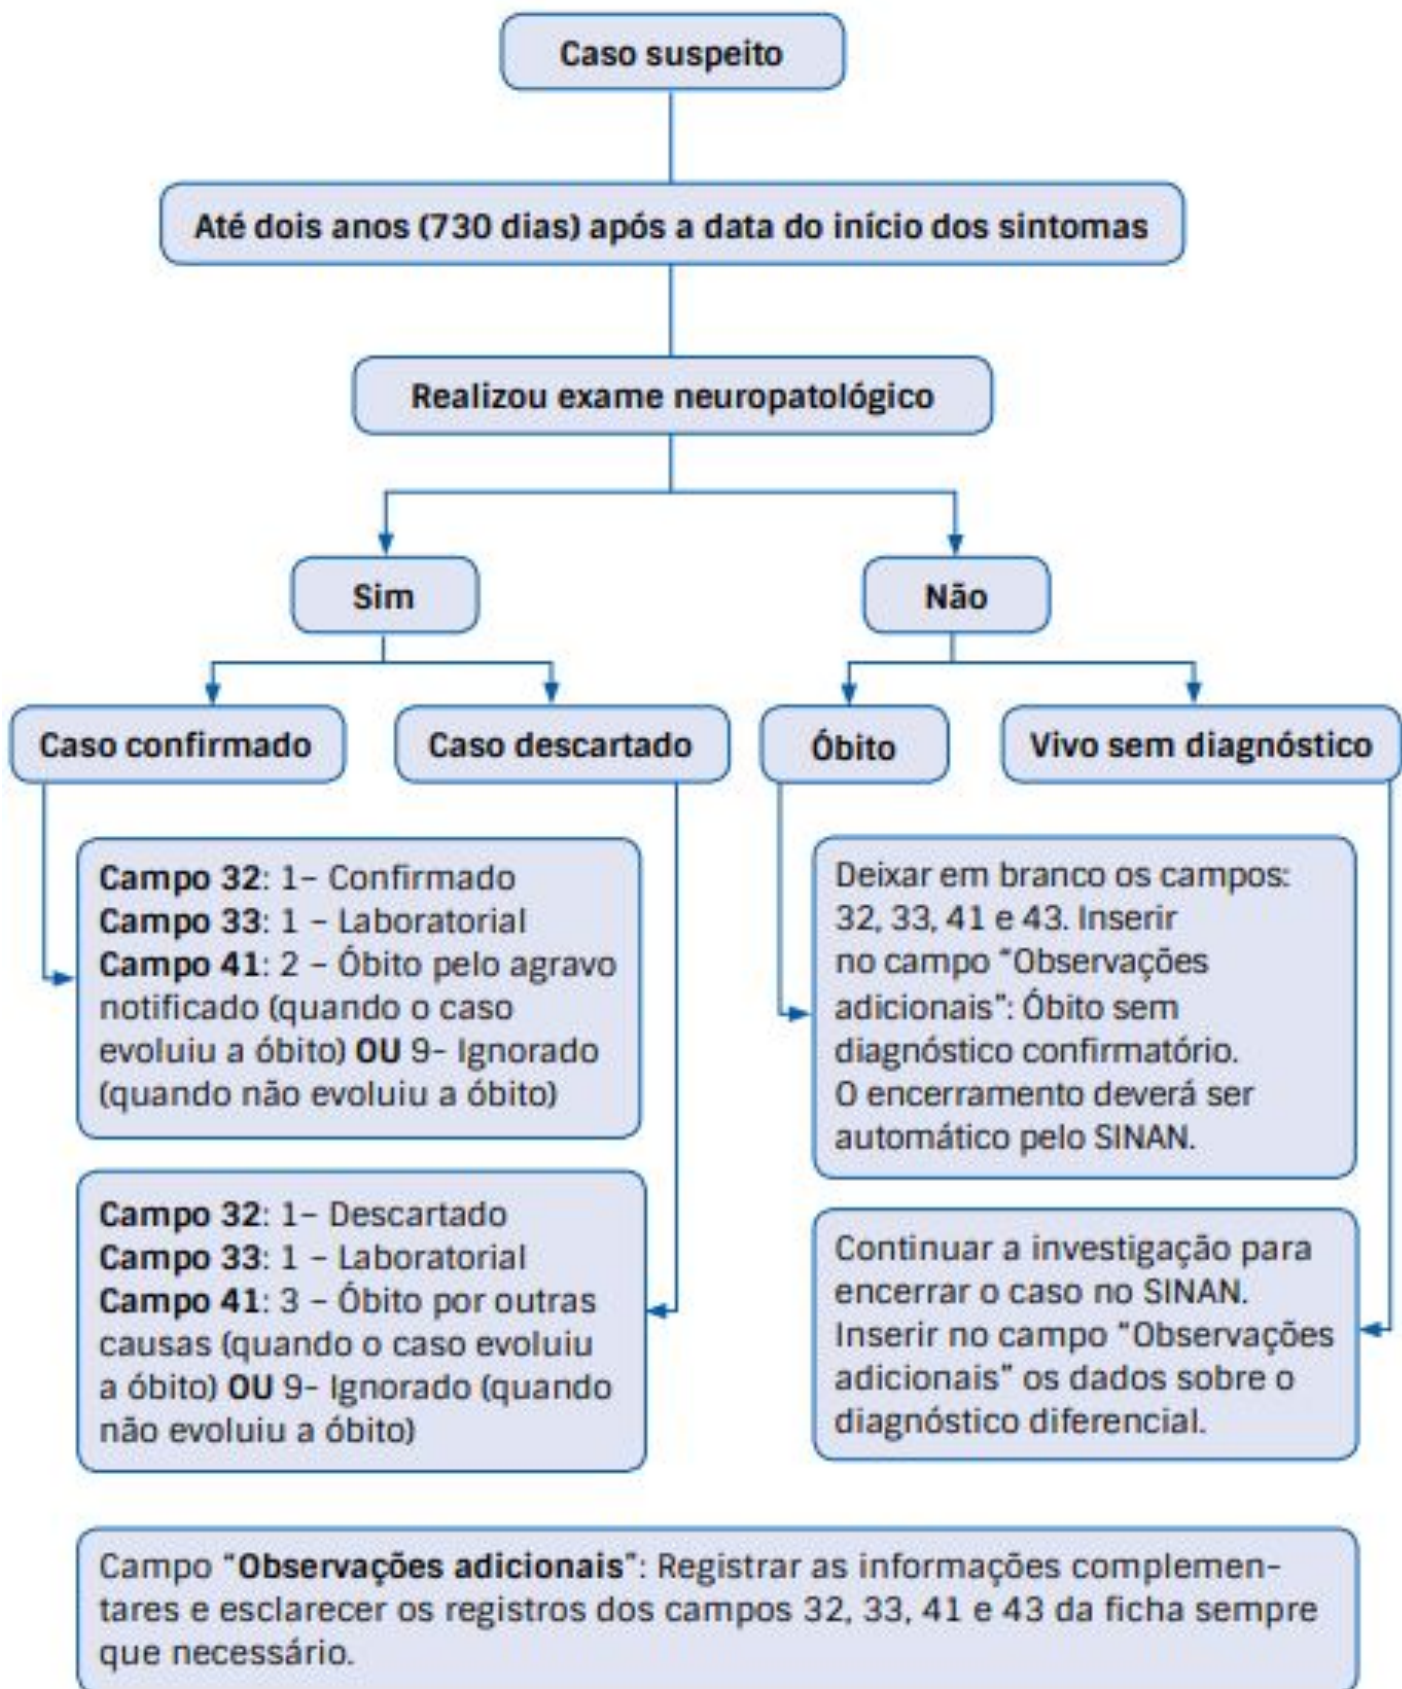 Caso suspeito
Até dois anos (730 dias) após a data do início dos sintomas
Realizou exame neuropatológico
Sim
Não
Caso confirmado
Caso descartado
Óbito
Vivo sem diagnóstico
Campo 32: 1– Confirmado
Campo 33: 1 – Laboratorial
Campo 41: 2 – Óbito pelo agravo
notificado (quando o caso
evoluiu a óbito) OU 9– Ignorado
(quando não evoluiu a óbito)
Deixar em branco os campos:
32, 33, 41 e 43. Inserir
no campo “Observações
adicionais”: Óbito sem
diagnóstico confirmatório.
O encerramento deverá ser
automático pelo SINAN.
Campo 32: 1– Descartado
Campo 33: 1 – Laboratorial
Campo 41: 3 – Óbito por outras
causas (quando o caso evoluiu
a óbito) OU 9– Ignorado (quando
não evoluiu a óbito)
Continuar a investigação para
encerrar o caso no SINAN.
Inserir no campo “Observações
adicionais” os dados sobre o
diagnóstico diferencial.
Campo “Observações adicionais”: Registrar as informações complemen–
tares e esclarecer os registros dos campos 32, 33, 41 e 43 da ficha sempre
que necessário.